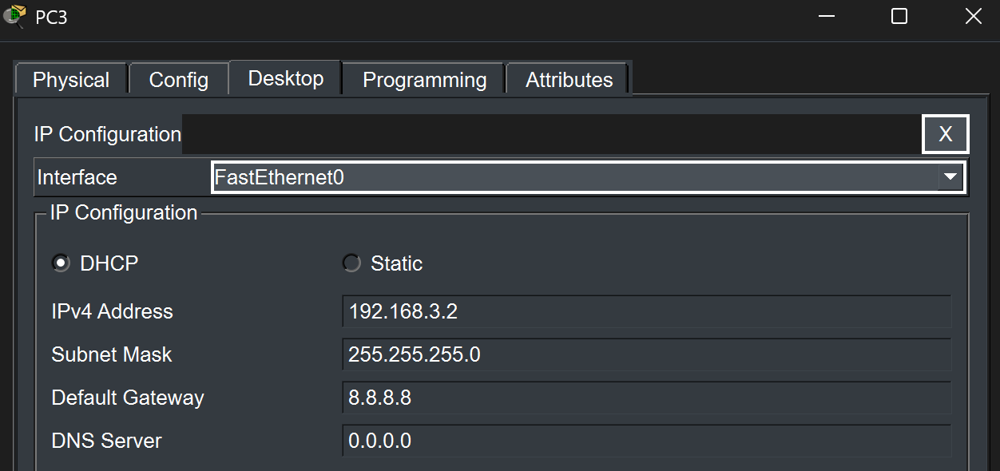 PC3
Physical Config Desktop Programming Attributes
IP Configuration X
Interface FastEthernet0
IP Configuration
DHCP Static
IPv4 Address 192.168.3.2
Subnet Mask 255.255.255.0
Default Gateway 8.8.8.8
DNS Server 0.0.0.0